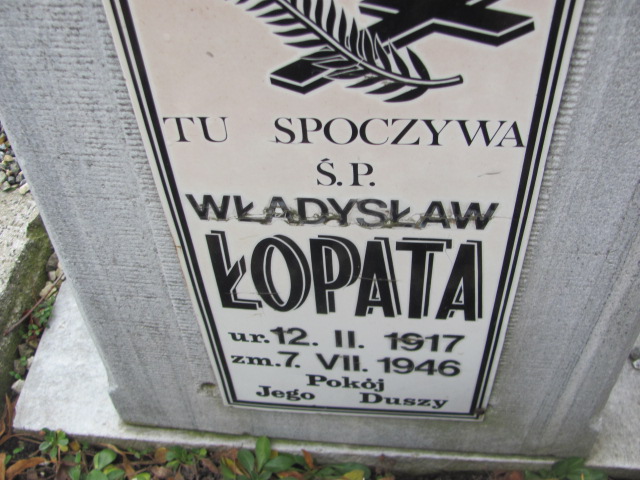 TU SPOCZYWA
Ś.P.
WŁADYSŁAW
ŁOPATA
ur. 12. II. 1917
zm. 7. VII. 1946
Pokój
Jego Duszy